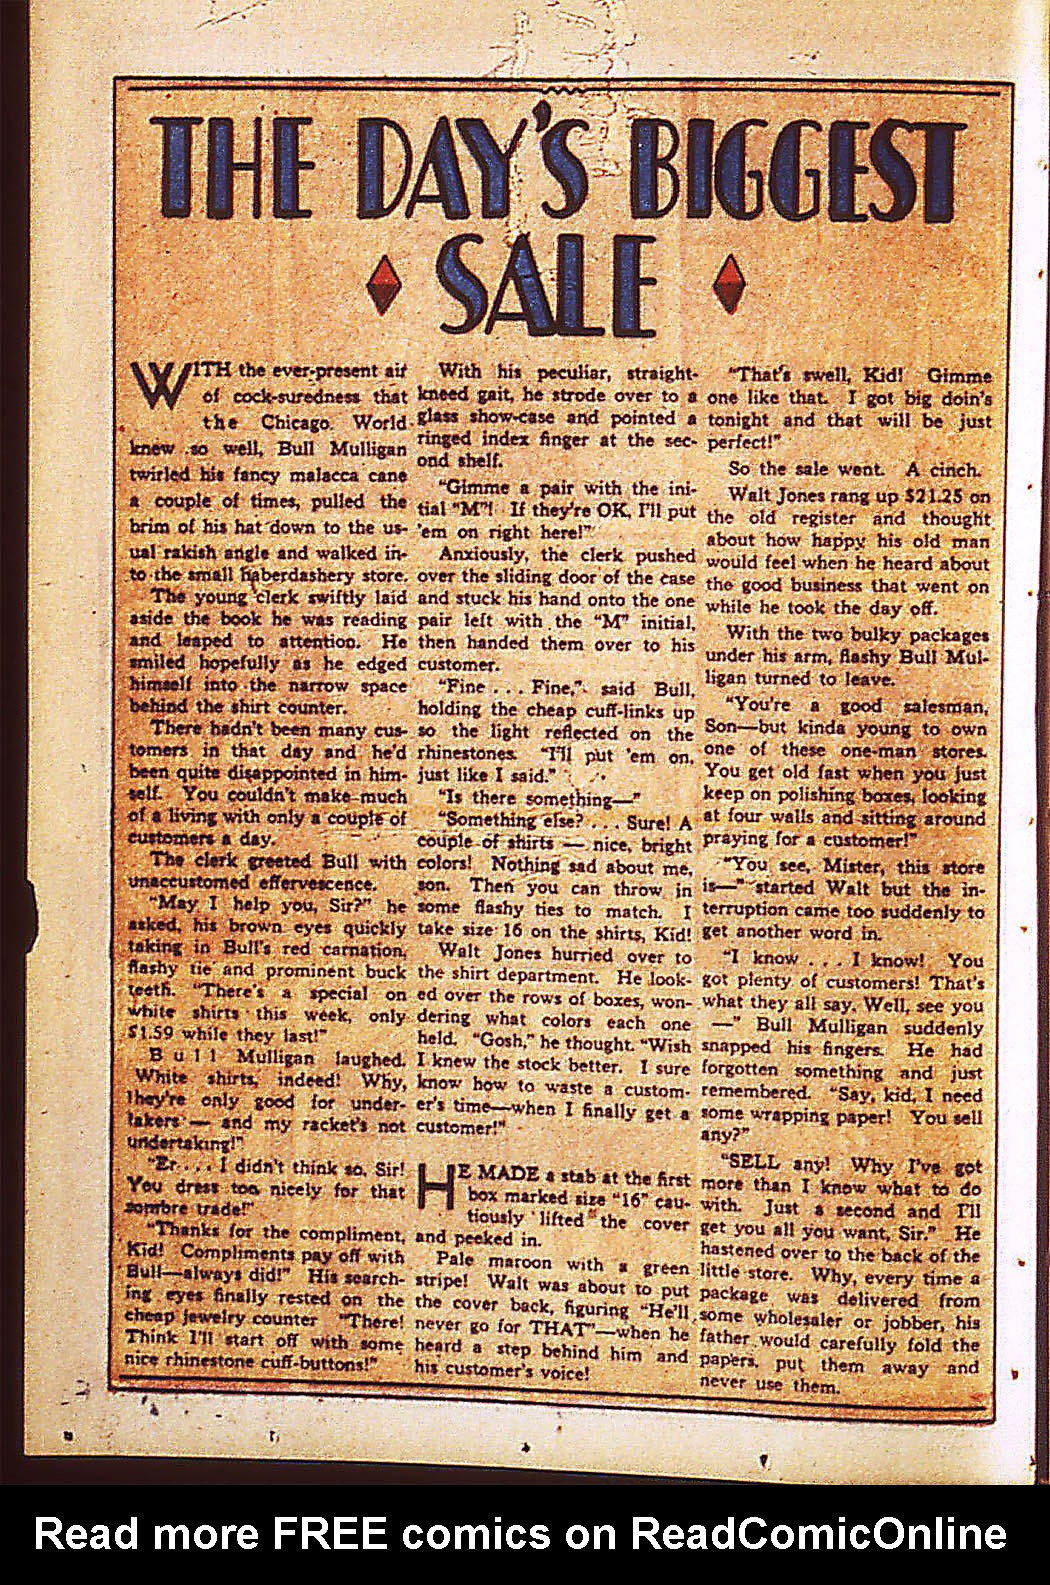 THE DAY'S BIGGEST
SALE
WITH the ever-present air
of cock-suredness that
the Chicago World
knew so well, Bull Mulligan
twirled his fancy malacca cane
a couple of times, pulled the
brim of his hat down to the us-
ual rakish angle and walked in-
to the small haberdashery store.
The young clerk swiftly laid
aside the book he was reading
and leaped to attention. He
smiled hopefully as he edged
himself into the narrow space
behind the shirt counter.
There hadn't been many cus-
tomers in that day and he'd
been quite disappointed in him-
self. You couldn't make much
of a living with only a couple of
customers a day.
The clerk greeted Bull with
unaccustomed effervescence.
"May I help you, Sir?" he
asked, his brown eyes quickly
taking in Bull's red carnation,
flashy tie and prominent buck
teeth. "There's a special on
white shirts this week, only
$1.59 while they last!"
Bull Mulligan laughed.
White shirts, indeed! Why,
they're only good for under-
takers — and my racket's not
undertaking!"
"Er. . . . I didn't think so, Sir!
You dress too nicely for that
sombre trade!"
"Thanks for the compliment,
Kid! Compliments pay off with
Bull—always did!" His search-
ing eyes finally rested on the
cheap jewelry counter "There!
Think I'll start off with some
nice rhinestone cuff-buttons!"
With his peculiar, straight-
kneed gait, he strode over to a
glass show-case and pointed a
ringed index finger at the sec-
ond shelf.
"Gimme a pair with the ini-
tial "M"! If they're OK, I'll put
'em on right here!"
Anxiously, the clerk pushed
over the sliding door of the case
and stuck his hand onto the one
pair left with the "M" initial,
then handed them over to his
customer.
"Fine . . . Fine," said Bull,
holding the cheap cuff-links up
so the light reflected on the
rhinestones. "I'll put 'em on,
just like I said."
"Is there something—"
"Something else? . . . Sure! A
couple of shirts — nice, bright
colors! Nothing sad about me,
son. Then you can throw in
some flashy ties to match. I
take size 16 on the shirts, Kid!
Walt Jones hurried over to
the shirt department. He look-
ed over the rows of boxes, won-
dering what colors each one
held. "Gosh," he thought. "Wish
I knew the stock better. I sure
know how to waste a custom-
er's time—when I finally get a
customer!"
HE MADE a stab at the first
box marked size "16" cau-
tiously lifted the cover
and peeked in.
Pale maroon with a green
stripe! Walt was about to put
the cover back, figuring "He'll
never go for THAT"—when he
heard a step behind him and
his customer's voice!
"That's swell, Kid! Gimme
one like that. I got big doin's
tonight and that will be just
perfect!"
So the sale went. A cinch.
Walt Jones rang up $21.25 on
the old register and thought
about how happy his old man
would feel when he heard about
the good business that went on
while he took the day off.
With the two bulky packages
under his arm, flashy Bull Mul-
ligan turned to leave.
"You're a good salesman,
Son—but kinda young to own
one of these one-man stores.
You get old fast when you just
keep on polishing boxes, looking
at four walls and sitting around
praying for a customer!"
"You see, Mister, this store
is—" started Walt but the in-
terruption came too suddenly to
get another word in.
"I know . . . I know! You
got plenty of customers! That's
what they all say. Well, see you
—" Bull Mulligan suddenly
snapped his fingers. He had
forgotten something and just
remembered. "Say, kid, I need
some wrapping paper! You sell
any?"
"SELL any! Why I've got
more than I know what to do
with. Just a second and I'll
get you all you want, Sir." He
hastened over to the back of the
little store. Why, every time a
package was delivered from
some wholesaler or jobber, his
father would carefully fold the
papers, put them away and
never use them.
Read more FREE comics on ReadComicOnline